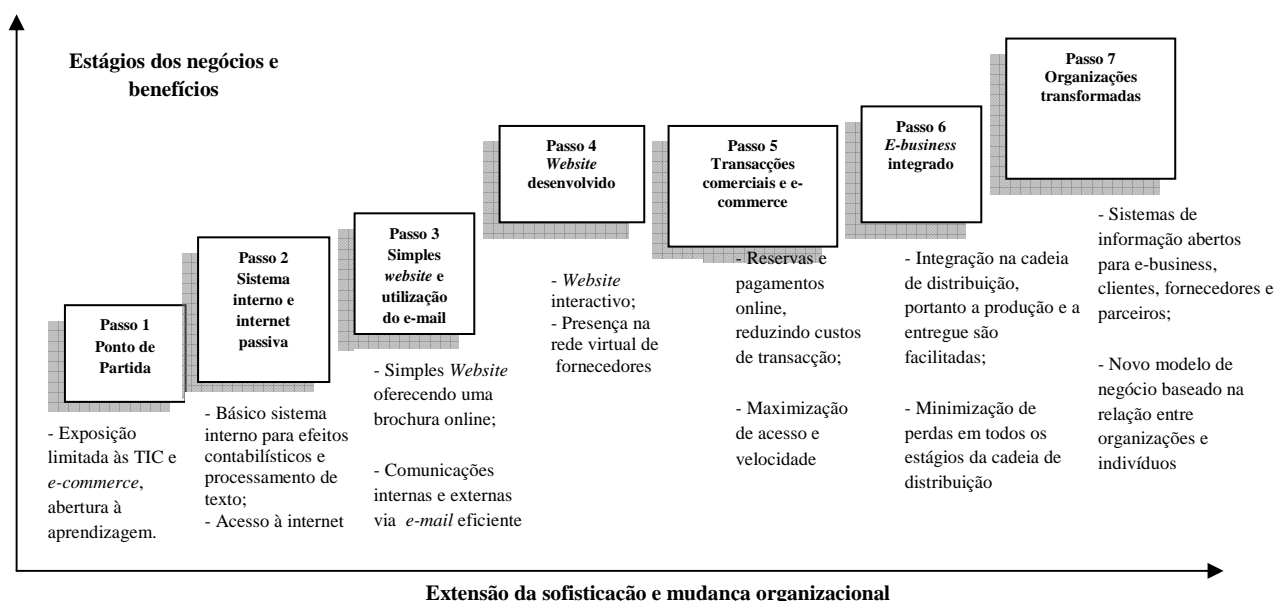 Estágios dos negócios e
benefícios
Passo 1
Ponto de
Partida
- Exposição
limitada às TIC e
e-commerce,
abertura à
aprendizagem.
Passo 2
Sistema
interno e
internet
passiva
- Básico sistema
interno para efeitos
contabilísticos e
processamento de
texto;
- Acesso à internet
Passo 3
Simples
website e
utilização
do e-mail
- Simples Website
oferecendo uma
brochura online;
- Comunicações
internas e externas
via e-mail eficiente
Passo 4
Website
desenvolvido
- Website
interactivo;
- Presença na
rede virtual de
fornecedores
Passo 5
Transacções
comerciais e e-
commerce
- Reservas e
pagamentos
online,
reduzindo custos
de transacção;
- Maximização
de acesso e
velocidade
Passo 6
E-business
integrado
- Integração na cadeia
de distribuição,
portanto a produção e a
entregue são
facilitadas;
- Minimização de
perdas em todos os
estágios da cadeia de
distribuição
Passo 7
Organizações
transformadas
- Sistemas de
informação abertos
para e-business,
clientes, fornecedores e
parceiros;
- Novo modelo de
negócio baseado na
relação entre
organizações e
indivíduos
Extensão da sofisticação e mudança organizacional